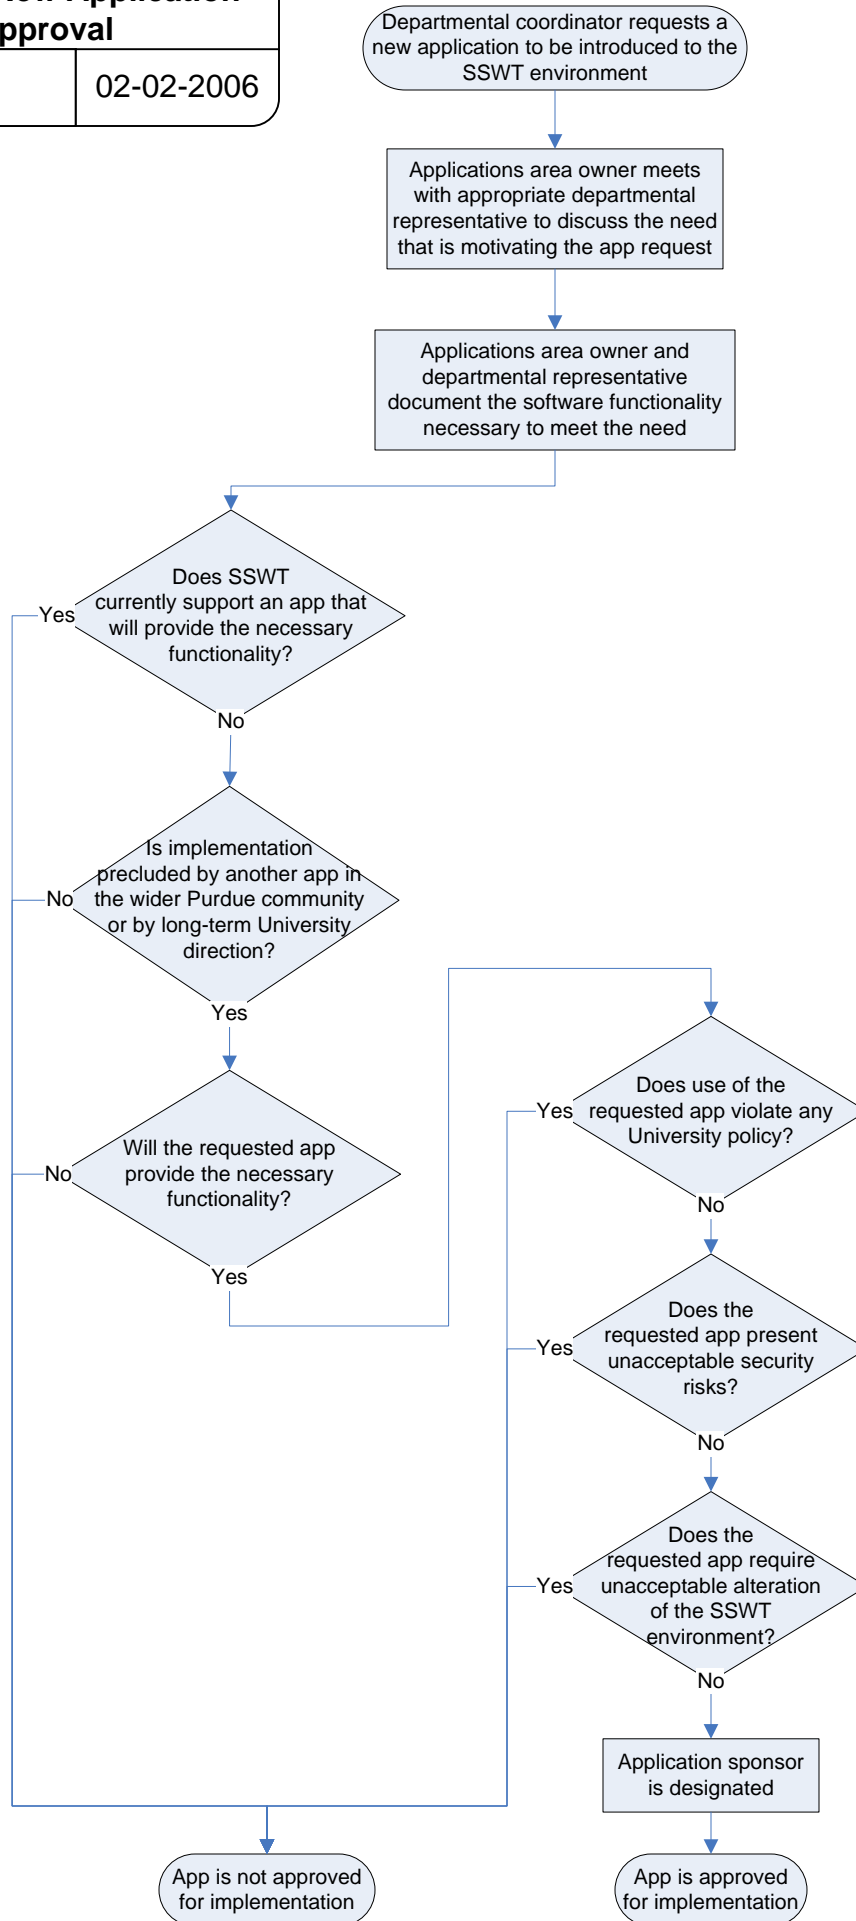 Approval
02-02-2006
Departmental coordinator requests a
new application to be introduced to the
SSWT environment
Applications area owner meets
with appropriate departmental
representative to discuss the need
that is motivating the app request
Applications area owner and
departmental representative
document the software functionality
necessary to meet the need
Does SSWT
currently support an app that
will provide the necessary
functionality?
Yes
No
Is implementation
precluded by another app in
the wider Purdue community
or by long-term University
direction?
No
Yes
Will the requested app
provide the necessary
functionality?
No
Yes
Does use of the
requested app violate any
University policy?
Yes
No
Does the
requested app present
unacceptable security
risks?
Yes
No
Does the
requested app require
unacceptable alteration
of the SSWT
environment?
Yes
No
Application sponsor
is designated
App is not approved
for implementation
App is approved
for implementation